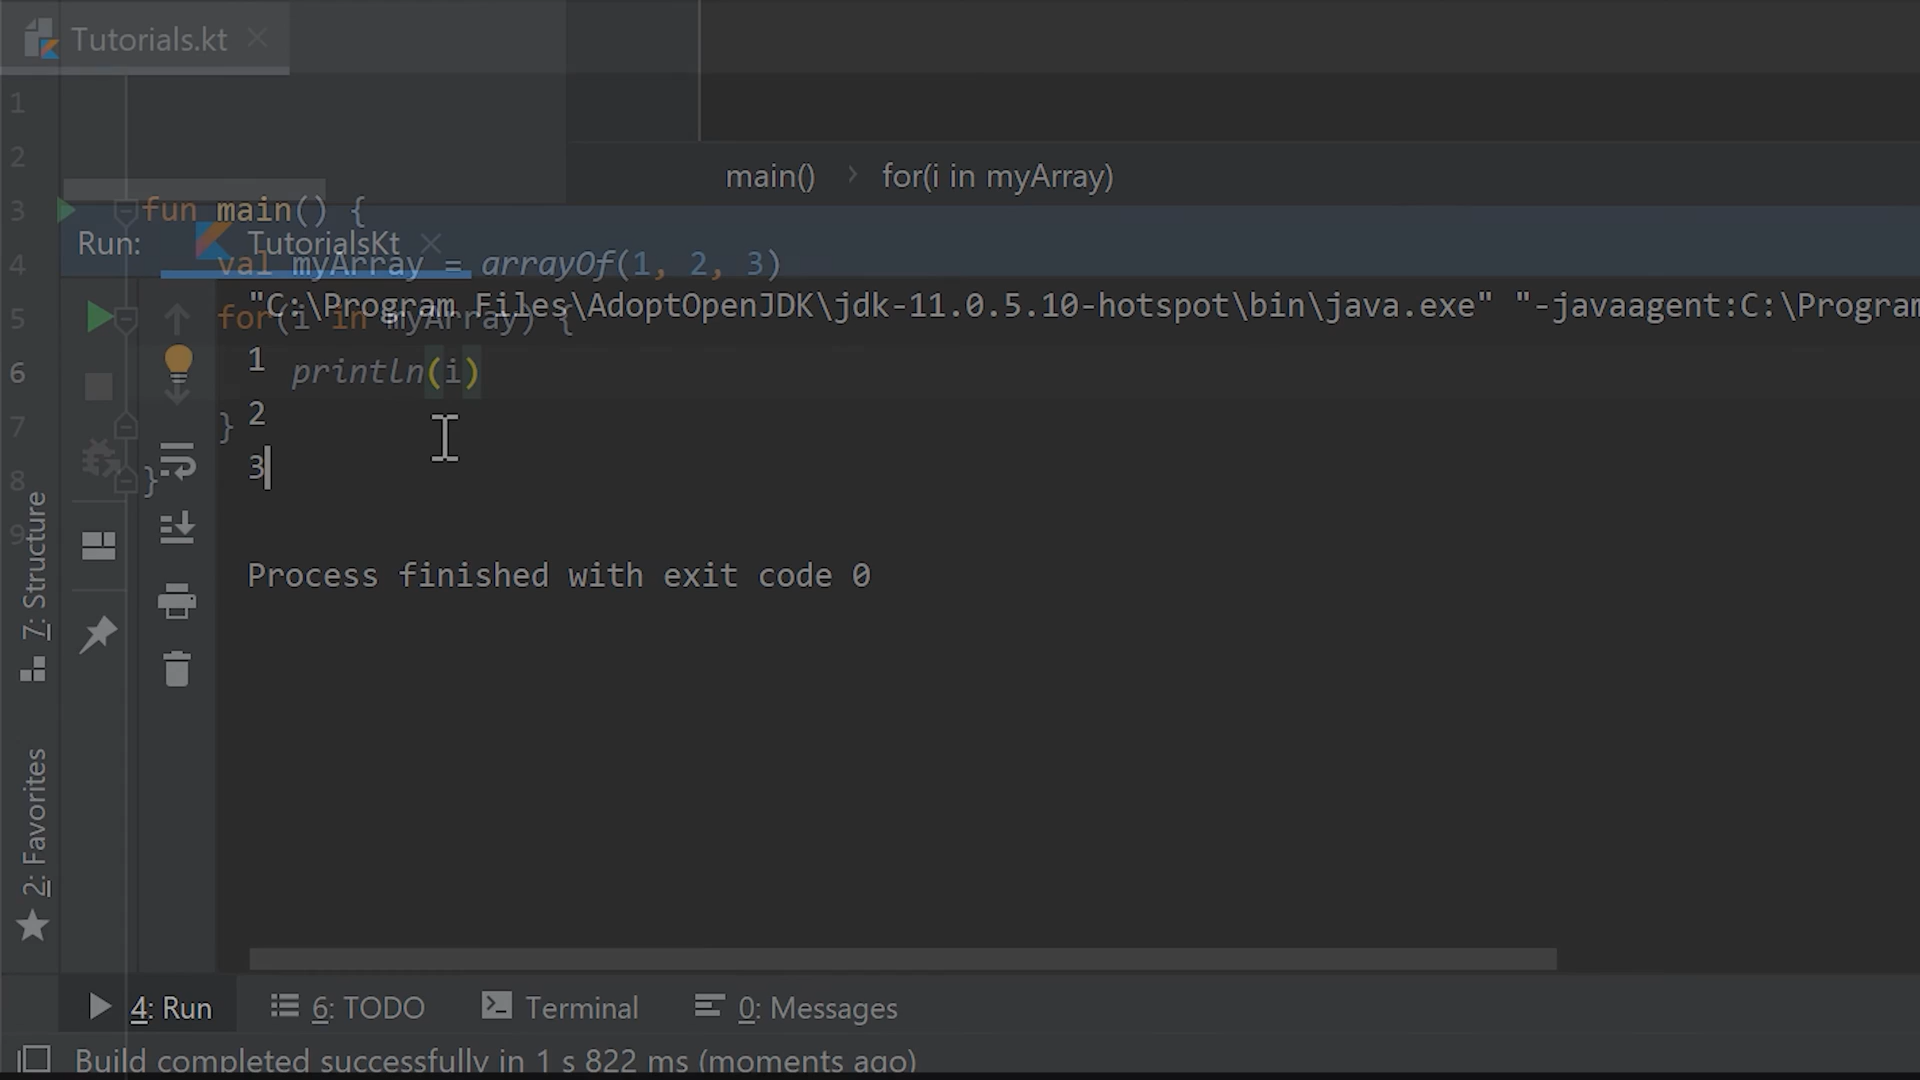 Tutorials.kt
1
2
main() › for(i in myArray)
3 fun main() {
Run: TutorialsKt
4 val myArray = arrayOf(1, 2, 3)
"C:\Program Files\AdoptOpenJDK\jdk-11.0.5.10-hotspot\bin\java.exe" "-javaagent:C:\Program
5 for(i in myArray) {
1
6 println(i)
2
7 }
3
8 }
9
7: Structure
Process finished with exit code 0
2: Favorites
4: Run 6: TODO Terminal 0: Messages
Build completed successfully in 1 s 822 ms (moments ago)